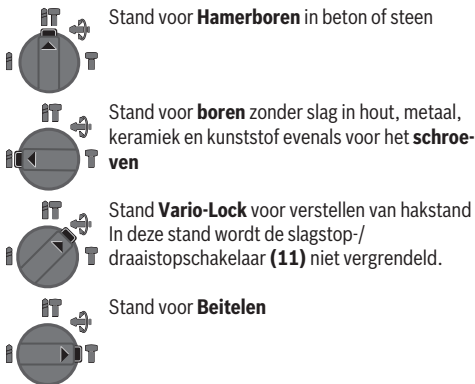 Stand voor Hamerboren in beton of steen
Stand voor boren zonder slag in hout, metaal,
keramiek en kunststof evenals voor het schroe-
ven
Stand Vario-Lock voor verstellen van hakstand
In deze stand wordt de slagstop-/
draaistopschakelaar (11) niet vergrendeld.
Stand voor Beitelen